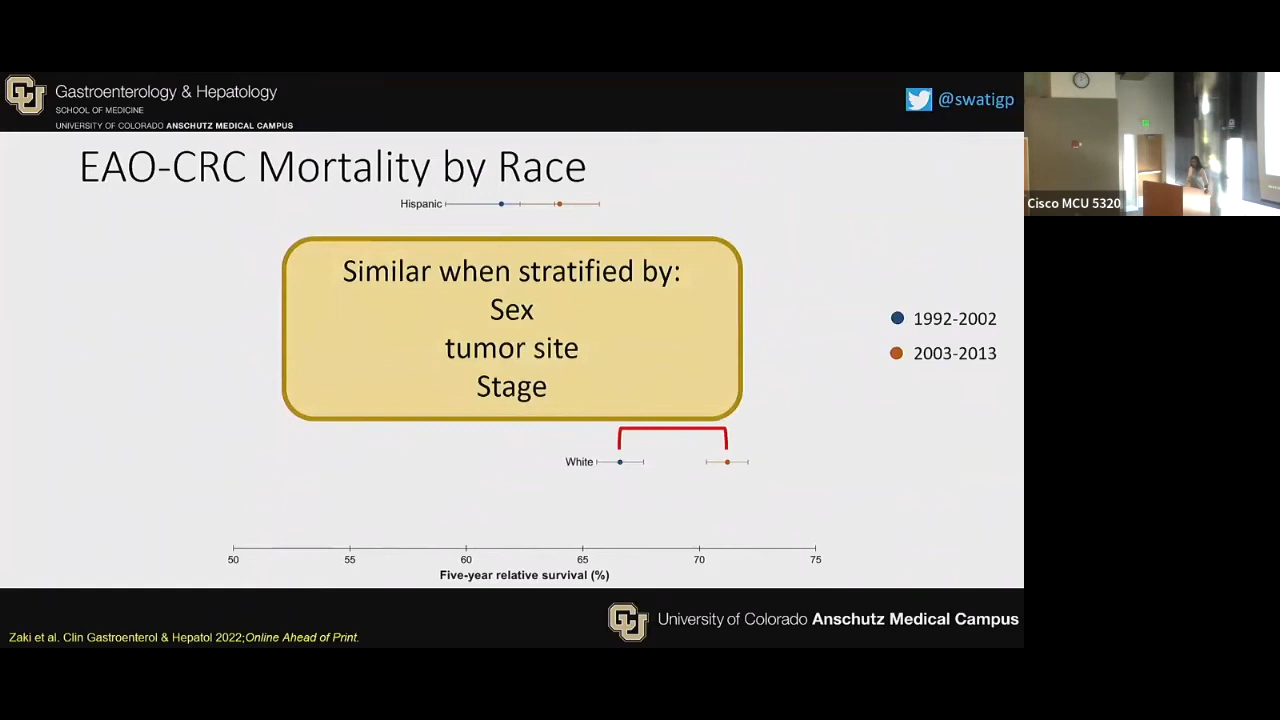 Gastroenterology & Hepatology
SCHOOL OF MEDICINE
UNIVERSITY OF COLORADO ANSCHUTZ MEDICAL CAMPUS
@swatigp
Cisco MCU 5320
EAO-CRC Mortality by Race
Hispanic
Similar when stratified by:
Sex
tumor site
Stage
1992-2002
2003-2013
White
50 55 60 65 70 75
Five-year relative survival (%)
University of Colorado Anschutz Medical Campus
Zaki et al. Clin Gastroenterol & Hepatol 2022;Online Ahead of Print.